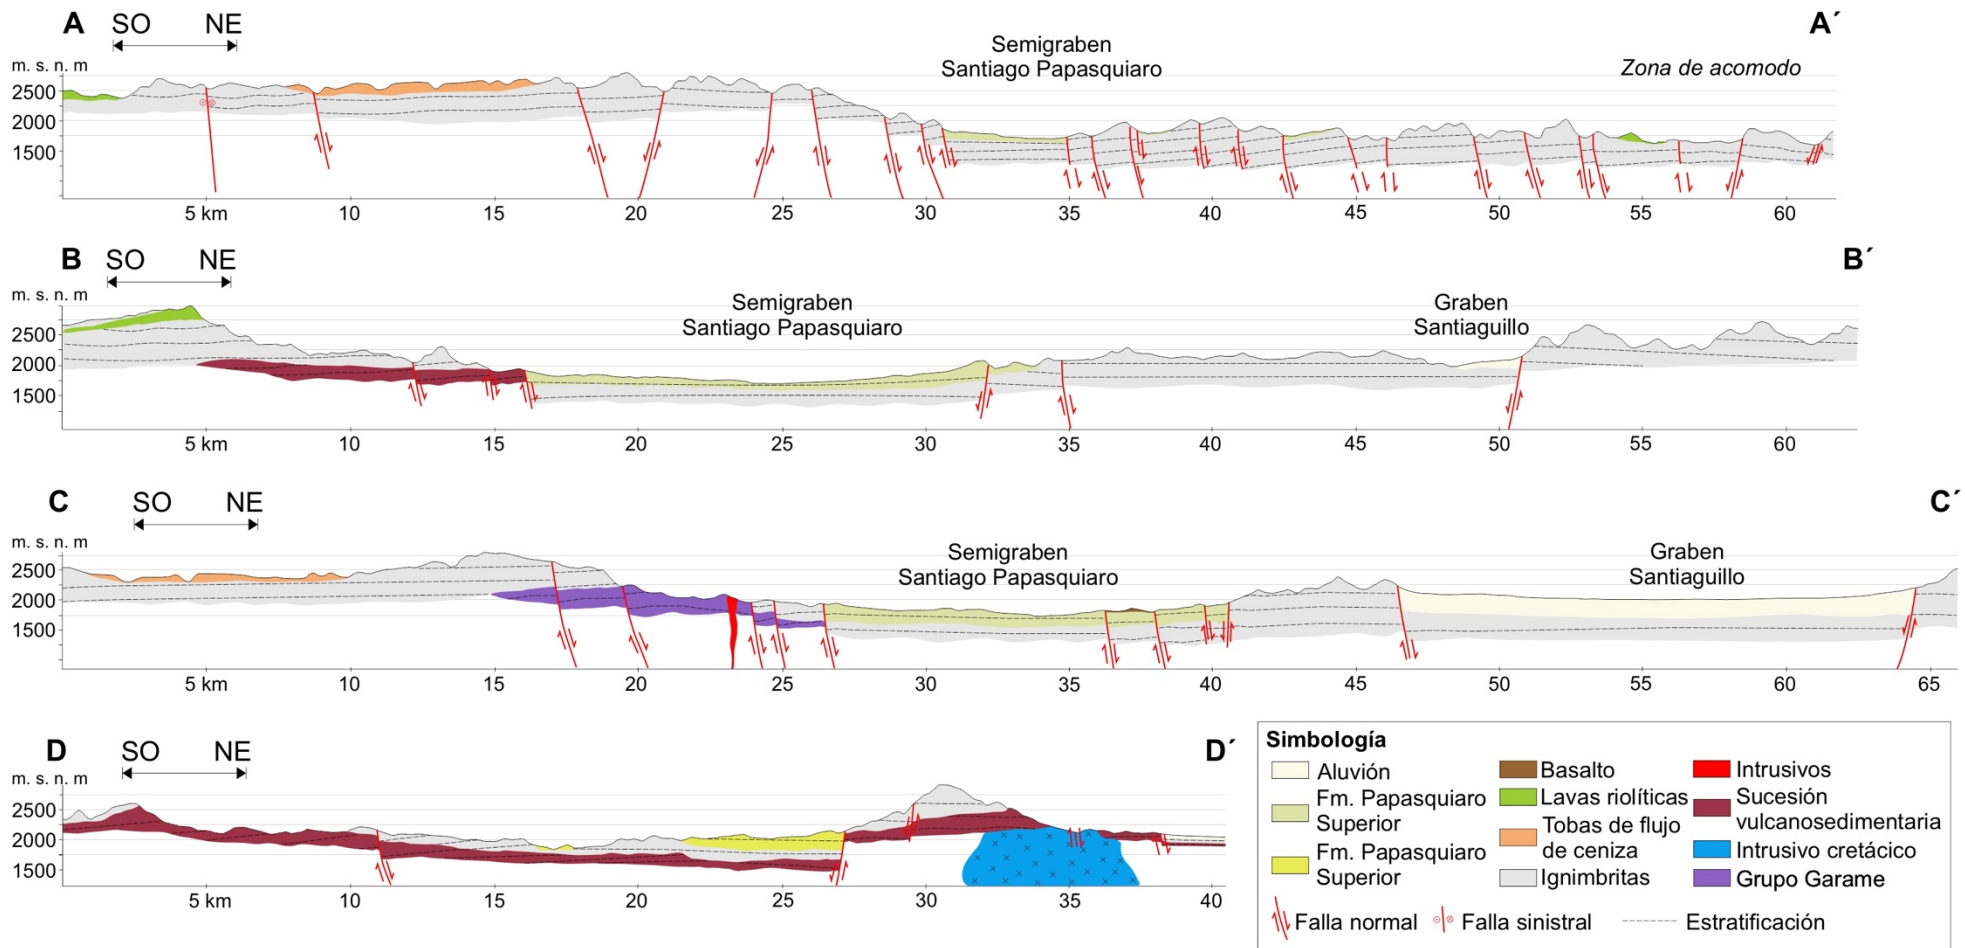 A
SO NE
A´
Semigraben
Santiago Papasquiaro
Zona de acomodo
m. s. n. m
2500
2000
1500
5 km 10 15 20 25 30 35 40 45 50 55 60
B
SO NE
B´
Semigraben
Santiago Papasquiaro
Graben
Santiaguillo
m. s. n. m
2500
2000
1500
5 km 10 15 20 25 30 35 40 45 50 55 60
C
SO NE
C´
Semigraben
Santiago Papasquiaro
Graben
Santiaguillo
m. s. n. m
2500
2000
1500
5 km 10 15 20 25 30 35 40 45 50 55 60 65
D
SO NE
D´
m. s. n. m
2500
2000
1500
5 km 10 15 20 25 30 35 40
Simbología
Aluvión
Fm. Papasquiaro
Superior
Fm. Papasquiaro
Superior
Basalto
Lavas riolíticas
Tobas de flujo
de ceniza
Ignimbritas
Intrusivos
Sucesión
vulcanosedimentaria
Intrusivo cretácico
Grupo Garame
Falla normal
Falla sinistral
Estratificación